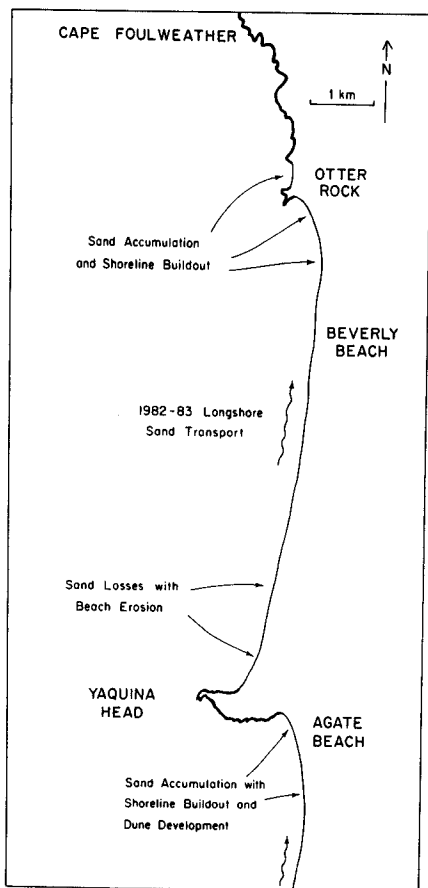 CAPE FOULWEATHER
N
1 km
OTTER
ROCK
Sand Accumulation
and Shoreline Buildout
BEVERLY
BEACH
1982-83 Longshore
Sand Transport
Sand Losses with
Beach Erosion
YAQUINA
HEAD
AGATE
BEACH
Sand Accumulation with
Shoreline Buildout and
Dune Development